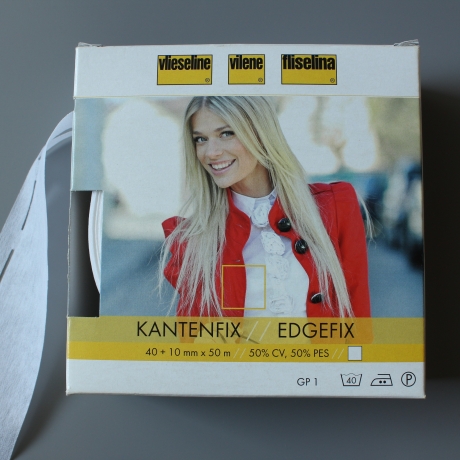 vlieseline vilene fliselina
KANTENFIX // EDGEFIX
40 + 10 mm x 50 m // 50% CV, 50% PES //
GP 1 40 P